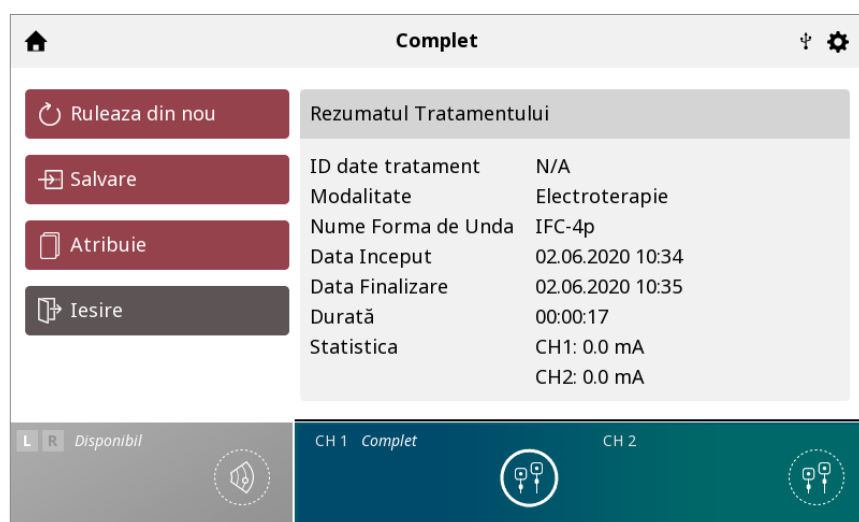 Complet
Ruleaza din nou
Salvare
Atribuie
Iesire
Rezumatul Tratamentului
ID date tratament N/A
Modalitate Electroterapie
Nume Forma de Unda IFC-4p
Data Inceput 02.06.2020 10:34
Data Finalizare 02.06.2020 10:35
Durată 00:00:17
Statistica CH1: 0.0 mA
CH2: 0.0 mA
L R Disponibil
CH 1 Complet
CH 2